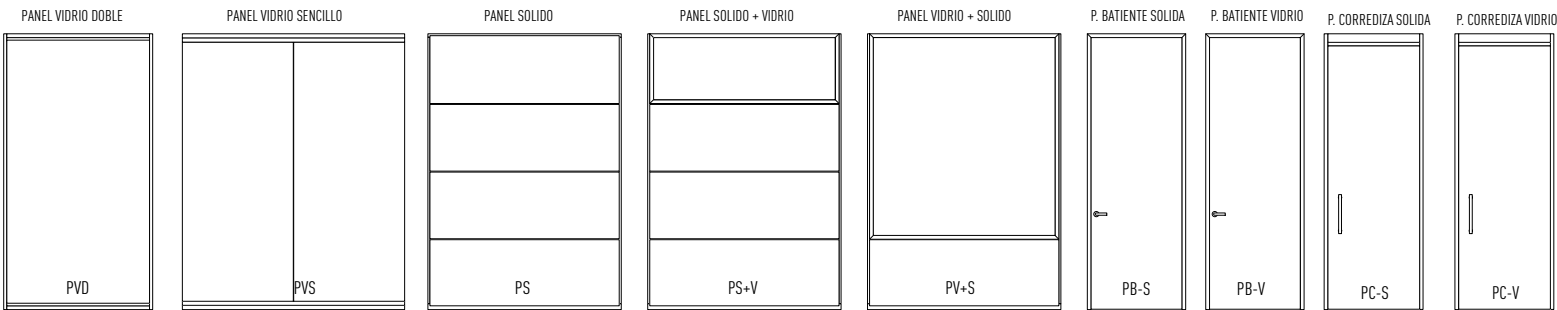 PANEL VIDRIO DOBLE
PANEL VIDRIO SENCILLO
PANEL SOLIDO
PANEL SOLIDO + VIDRIO
PANEL VIDRIO + SOLIDO
P. BATIENTE SOLIDA
P. BATIENTE VIDRIO
P. CORREDIZA SOLIDA
P. CORREDIZA VIDRIO
PVD
PVS
PS
PS+V
PV+S
PB-S
PB-V
PC-S
PC-V